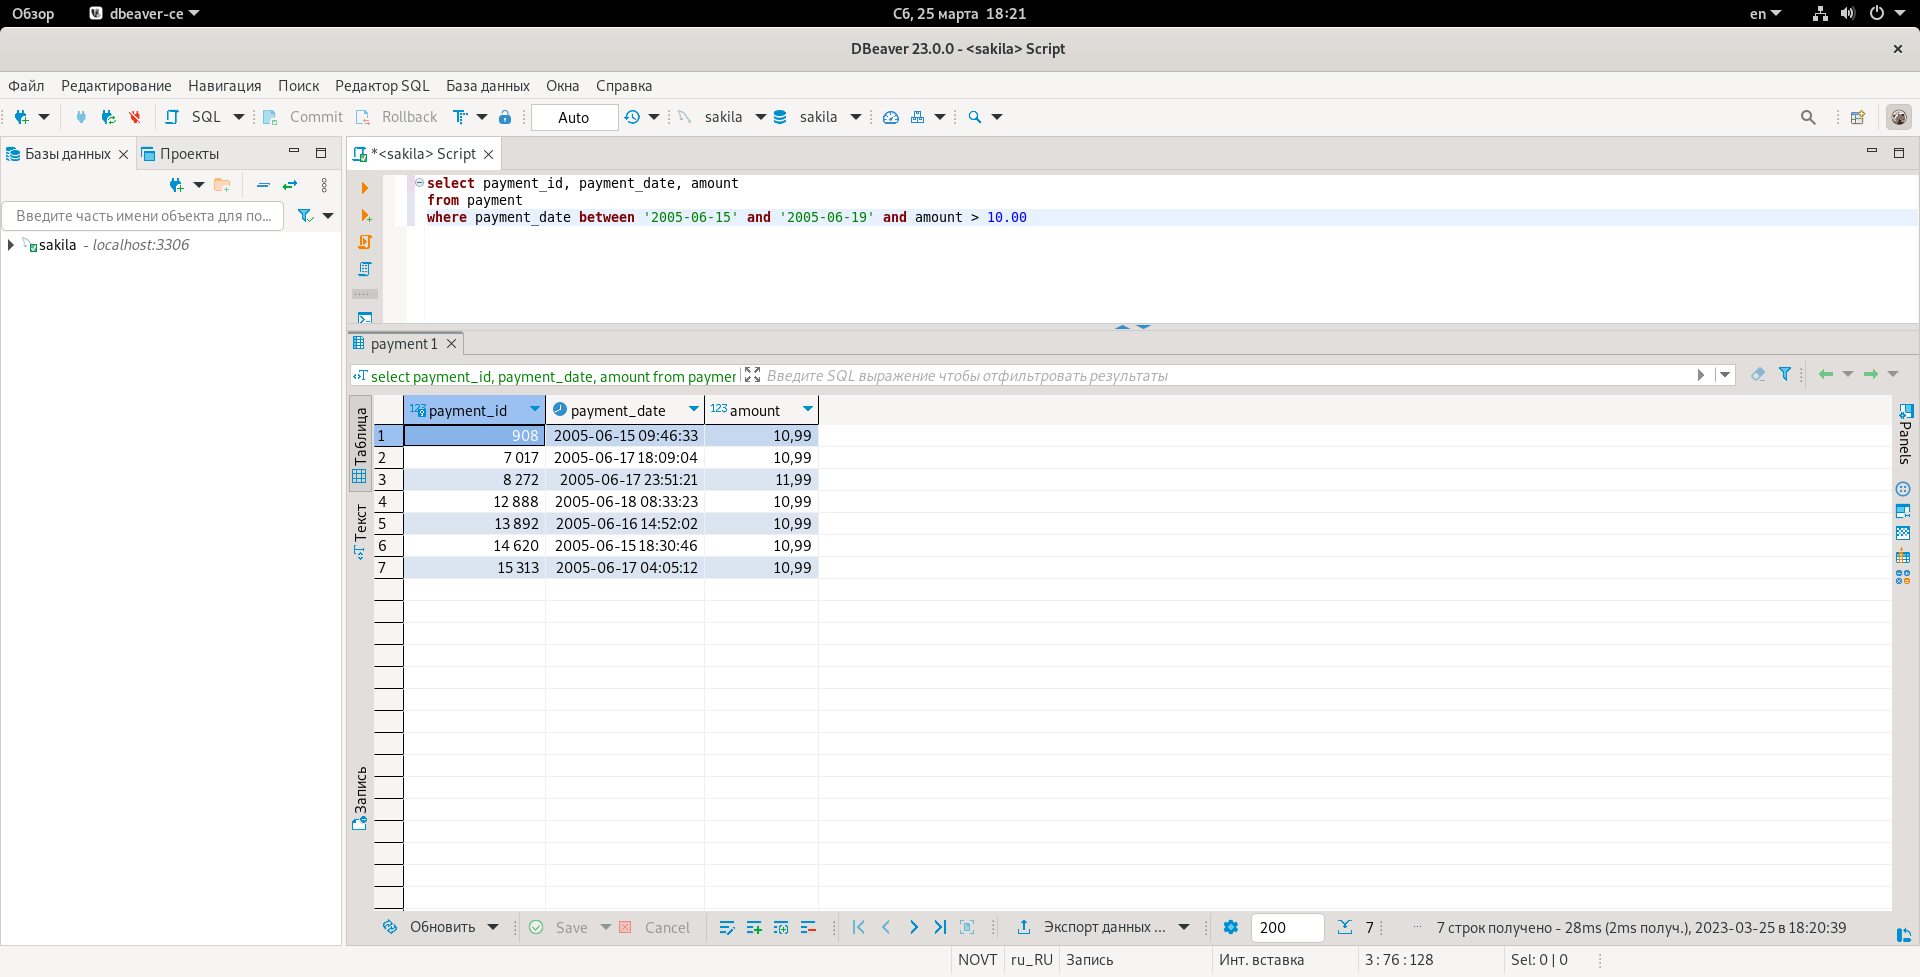 Обзор dbeaver-ce Сб, 25 марта 18:21 en
DBeaver 23.0.0 - <sakila> Script
Файл Редактирование Навигация Поиск Редактор SQL База данных Окна Справка
SQL Commit Rollback Auto sakila sakila
Базы данных Проекты
*<sakila> Script
Введите часть имени объекта для по...
sakila - localhost:3306
select payment_id, payment_date, amount
from payment
where payment_date between '2005-06-15' and '2005-06-19' and amount > 10.00
payment 1
select payment_id, payment_date, amount from paymer Введите SQL выражение чтобы отфильтровать результаты
Таблица
Текст
Запись
Panels
123 payment_id payment_date 123 amount
1 908 2005-06-15 09:46:33 10,99
2 7 017 2005-06-17 18:09:04 10,99
3 8 272 2005-06-17 23:51:21 11,99
4 12 888 2005-06-18 08:33:23 10,99
5 13 892 2005-06-16 14:52:02 10,99
6 14 620 2005-06-15 18:30:46 10,99
7 15 313 2005-06-17 04:05:12 10,99
Обновить Save Cancel Экспорт данных ... 200 7 7 строк получено - 28ms (2ms получ.), 2023-03-25 в 18:20:39
NOVT ru_RU Запись Инт. вставка 3 : 76 : 128 Sel: 0 | 0